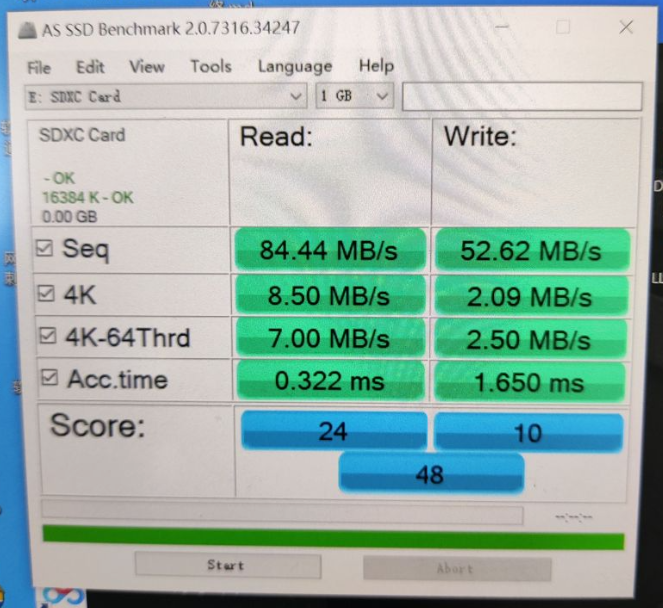 AS SSD Benchmark 2.0.7316.34247
File Edit View Tools Language Help
E: SDXC Card 1 GB
SDXC Card
Read:
Write:
- OK
16384 K - OK
0.00 GB
Seq 84.44 MB/s 52.62 MB/s
4K 8.50 MB/s 2.09 MB/s
4K-64Thrd 7.00 MB/s 2.50 MB/s
Acc.time 0.322 ms 1.650 ms
Score: 24 10
48
--:--:--
Start Abort